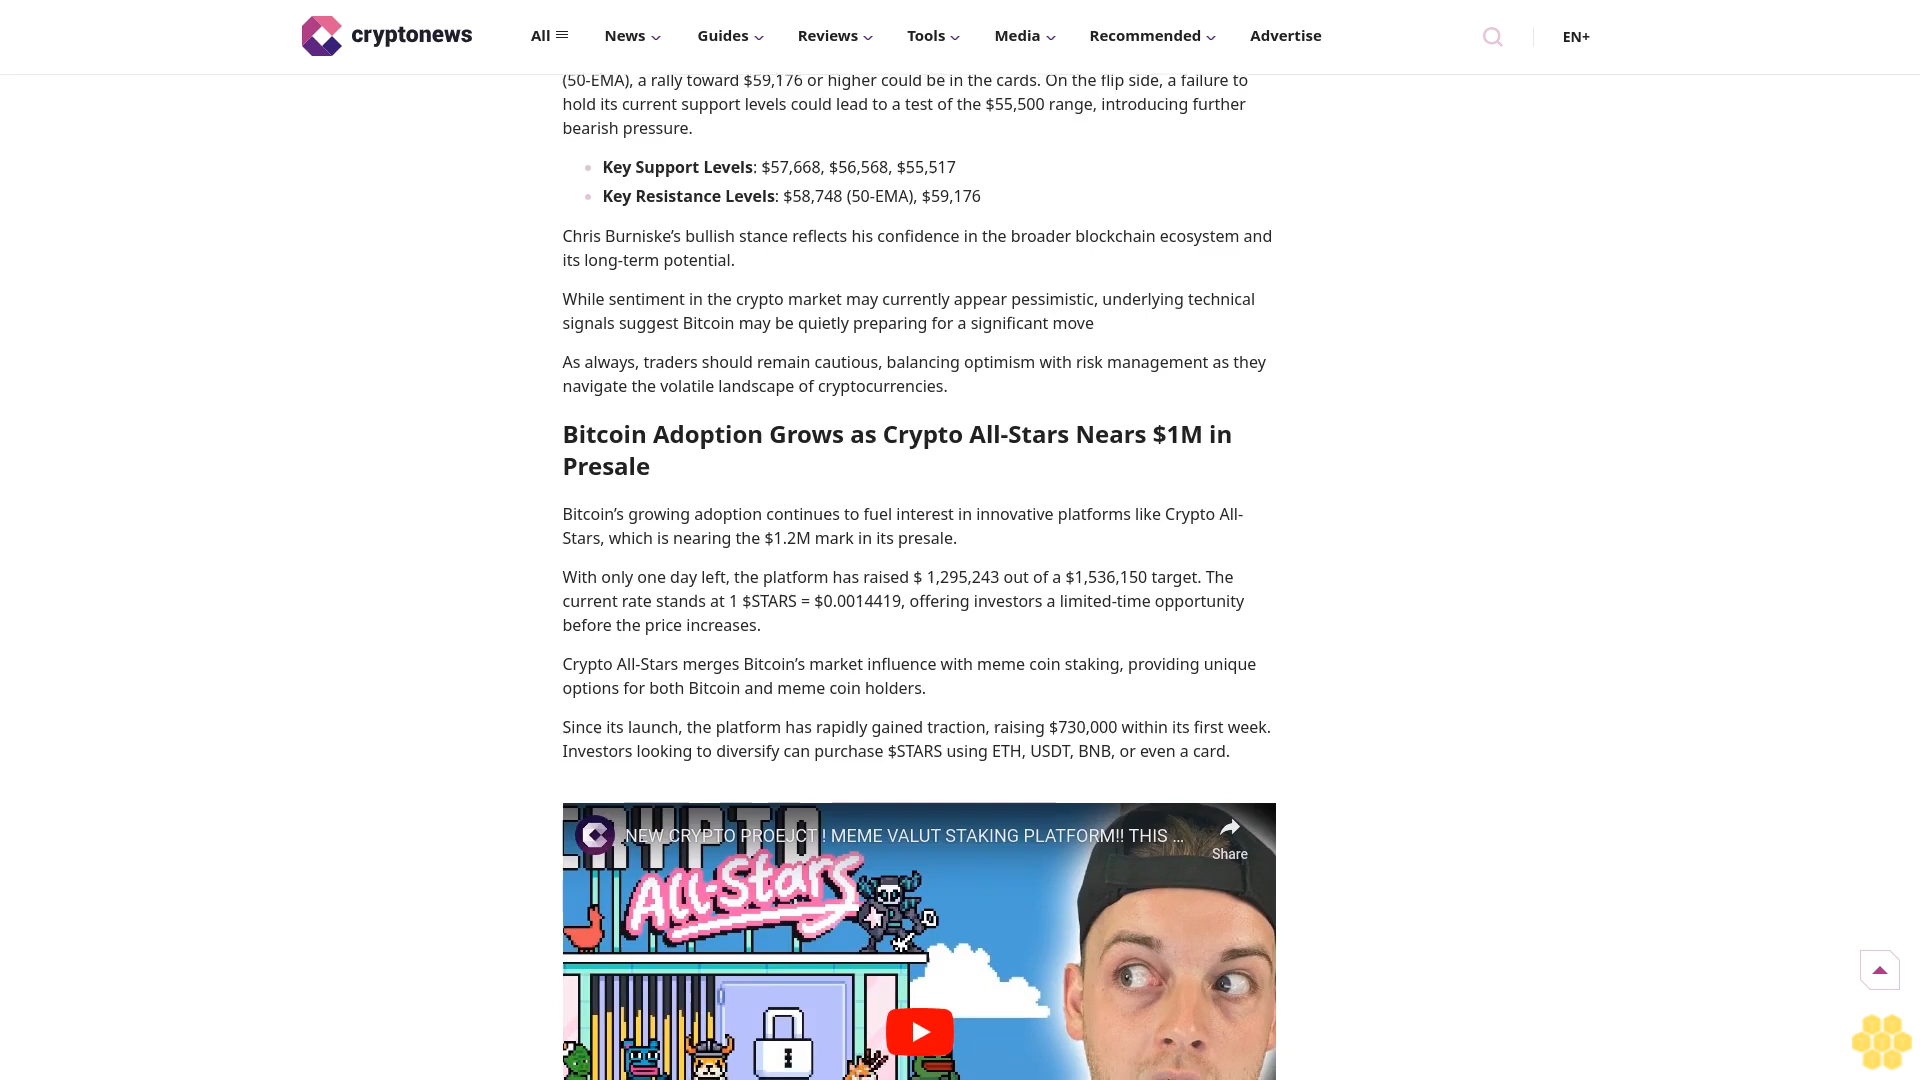 cryptonews
All
News
Guides
Reviews
Tools
Media
Recommended
Advertise
EN+
(50-EMA), a rally toward $59,176 or higher could be in the cards. On the flip side, a failure to
hold its current support levels could lead to a test of the $55,500 range, introducing further
bearish pressure.
Key Support Levels: $57,668, $56,568, $55,517
Key Resistance Levels: $58,748 (50-EMA), $59,176
Chris Burniske’s bullish stance reflects his confidence in the broader blockchain ecosystem and
its long-term potential.
While sentiment in the crypto market may currently appear pessimistic, underlying technical
signals suggest Bitcoin may be quietly preparing for a significant move
As always, traders should remain cautious, balancing optimism with risk management as they
navigate the volatile landscape of cryptocurrencies.
Bitcoin Adoption Grows as Crypto All-Stars Nears $1M in
Presale
Bitcoin’s growing adoption continues to fuel interest in innovative platforms like Crypto All-
Stars, which is nearing the $1.2M mark in its presale.
With only one day left, the platform has raised $ 1,295,243 out of a $1,536,150 target. The
current rate stands at 1 $STARS = $0.0014419, offering investors a limited-time opportunity
before the price increases.
Crypto All-Stars merges Bitcoin’s market influence with meme coin staking, providing unique
options for both Bitcoin and meme coin holders.
Since its launch, the platform has rapidly gained traction, raising $730,000 within its first week.
Investors looking to diversify can purchase $STARS using ETH, USDT, BNB, or even a card.
CRYPTO
NEW CRYPTO PROEJCT ! MEME VALUT STAKING PLATFORM!! THIS ...
Share
All-Stars